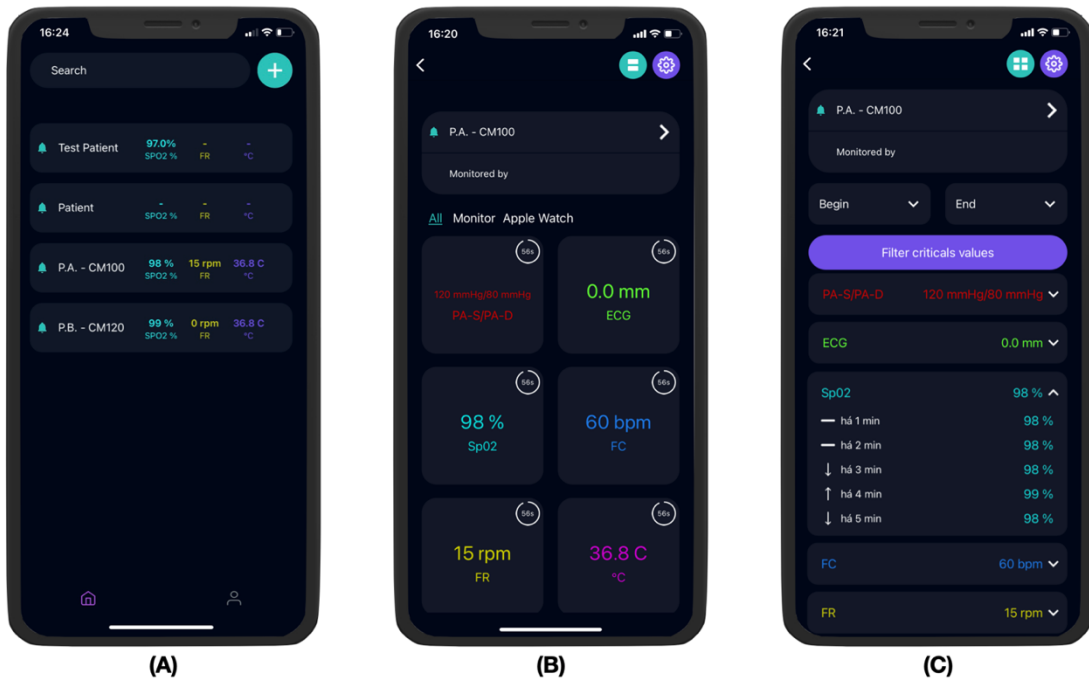 16:24
Search
+
Test Patient 97.0% - -
SPO2 % FR °C
Patient - - -
SPO2 % FR °C
P.A. - CM100 98 % 15 rpm 36.8 C
SPO2 % FR °C
P.B. - CM120 99 % 0 rpm 36.8 C
SPO2 % FR °C
(A)
16:20
P.A. - CM100
Monitored by
All Monitor Apple Watch
56s 56s
120 mmHg/80 mmHg 0.0 mm
PA-S/PA-D ECG
56s 56s
98 % 60 bpm
Sp02 FC
56s 56s
15 rpm 36.8 C
FR °C
(B)
16:21
P.A. - CM100
Monitored by
Begin End
Filter criticals values
PA-S/PA-D 120 mmHg/80 mmHg
ECG 0.0 mm
Sp02 98 %
há 1 min 98 %
há 2 min 98 %
↓ há 3 min 98 %
↑ há 4 min 99 %
↓ há 5 min 98 %
FC 60 bpm
FR 15 rpm
(C)